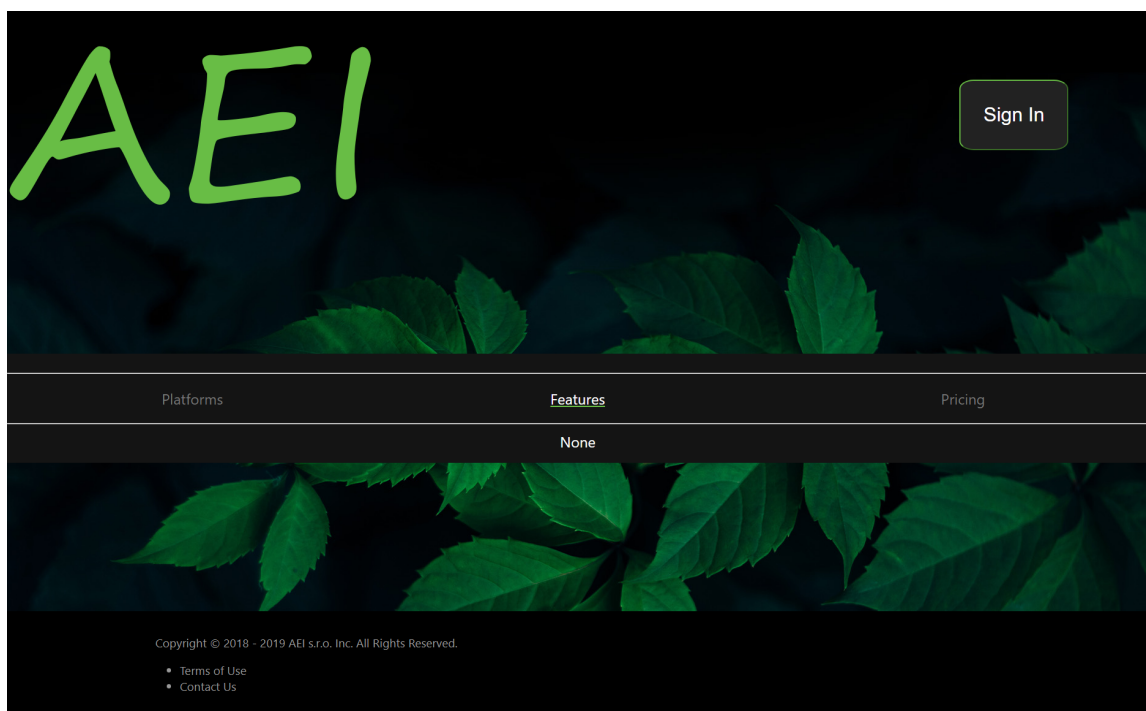 AEI
Sign In
Platforms Features Pricing
None
Copyright © 2018 - 2019 AEI s.r.o. Inc. All Rights Reserved.
Terms of Use
Contact Us